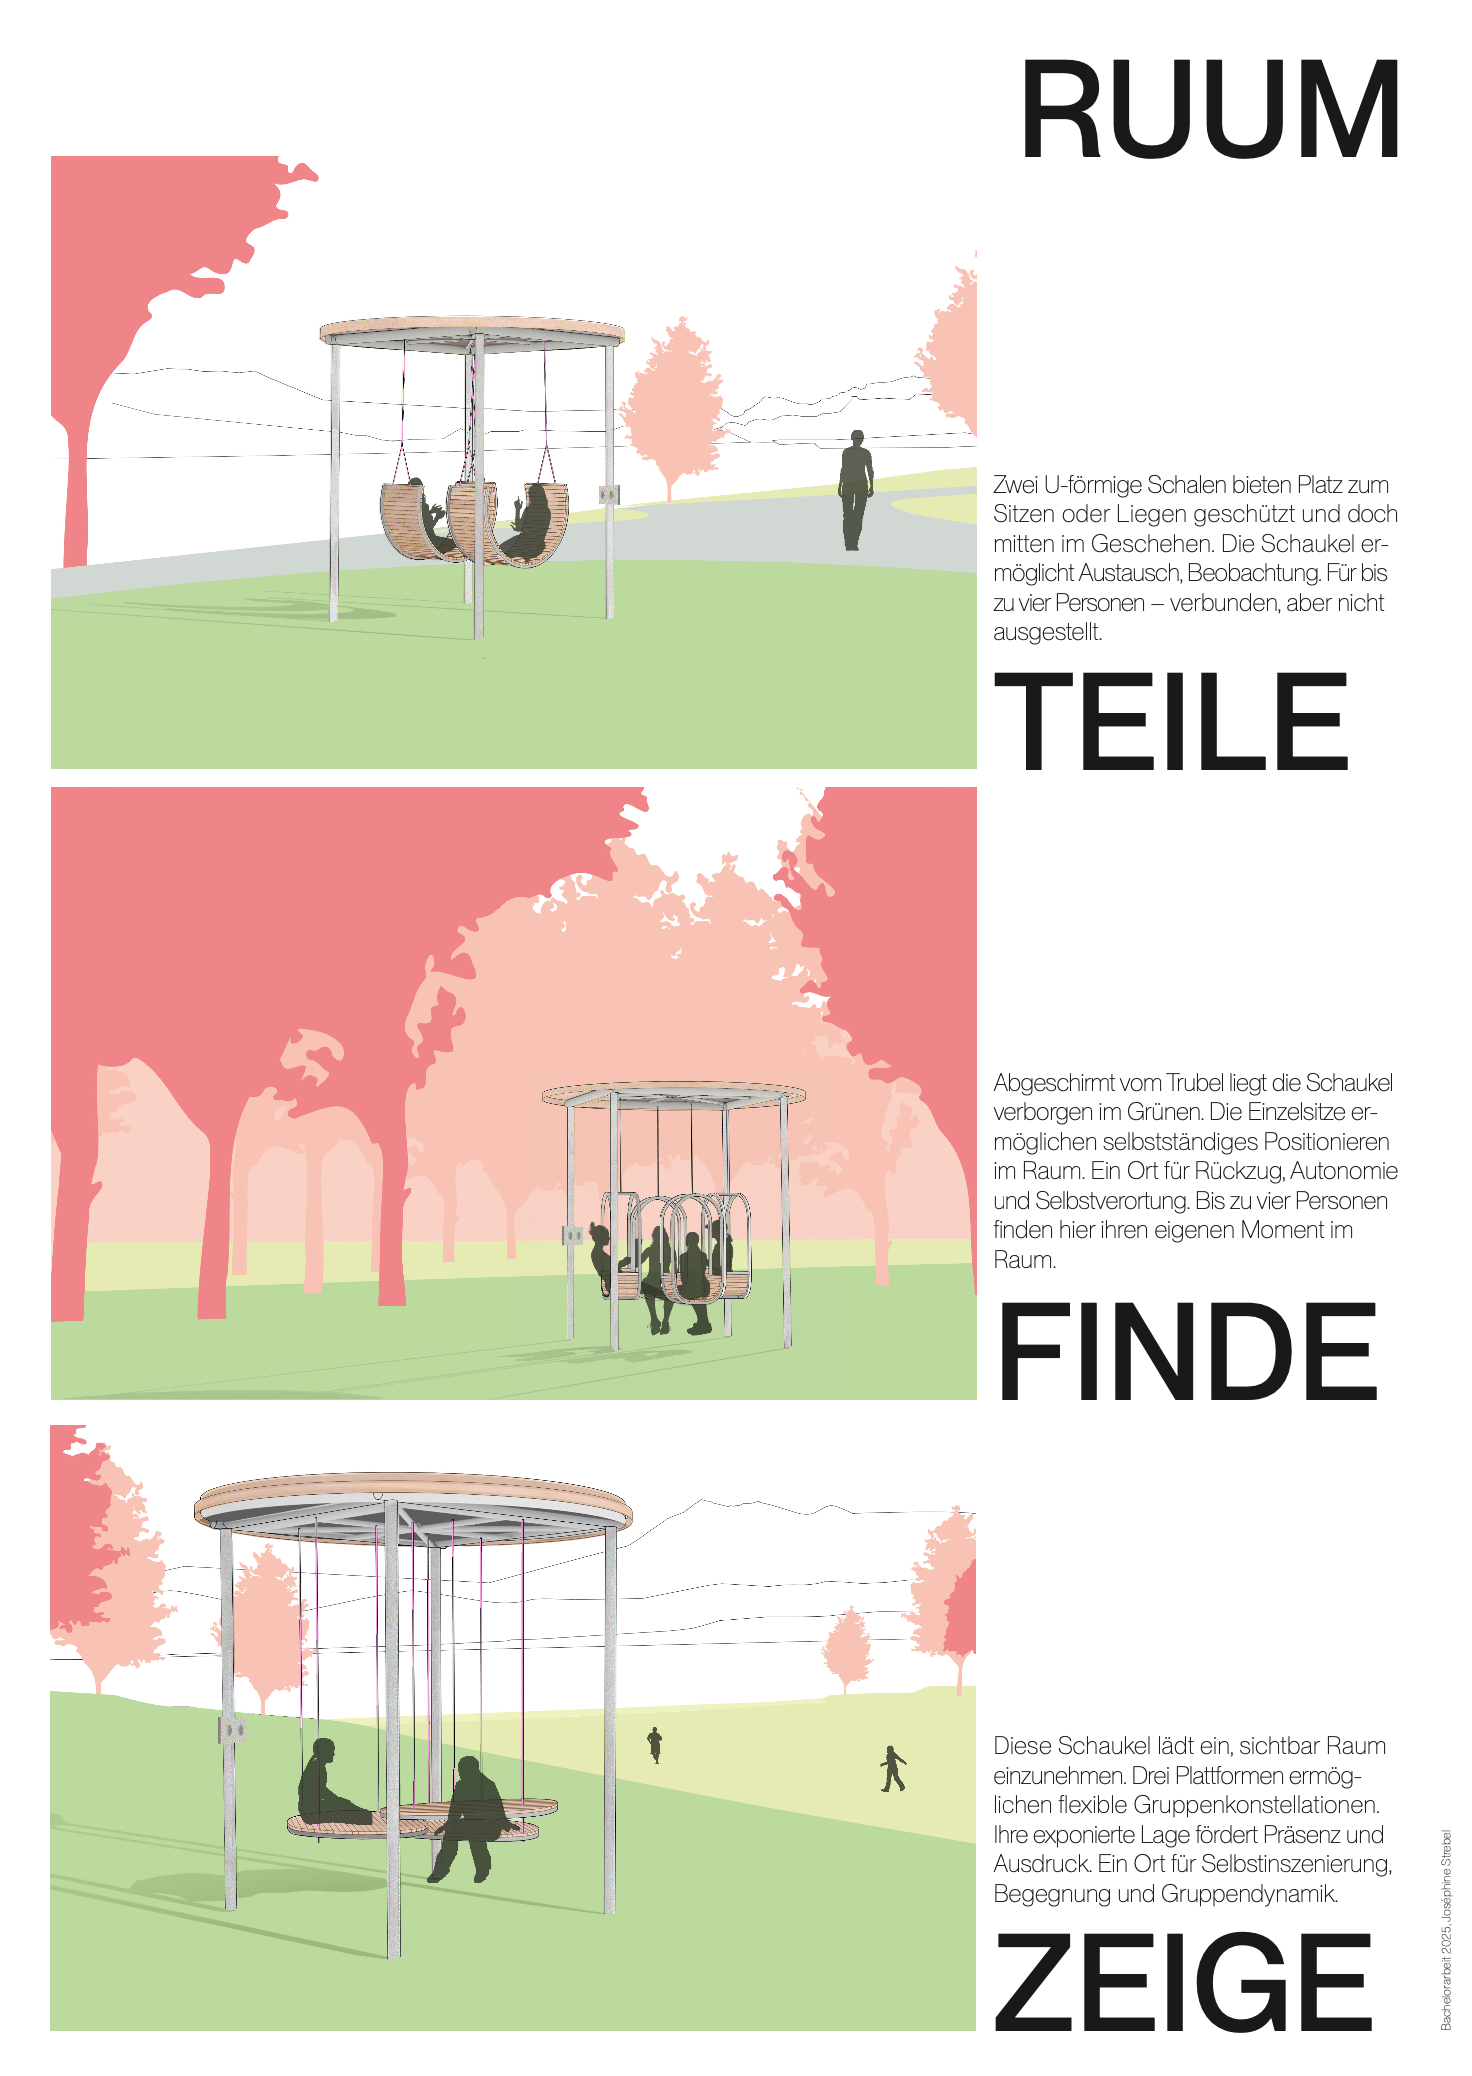 RUUM
Zwei U-förmige Schalen bieten Platz zum
Sitzen oder Liegen geschützt und doch
mitten im Geschehen. Die Schaukel er-
möglicht Austausch, Beobachtung. Für bis
zu vier Personen – verbunden, aber nicht
ausgestellt.
TEILE
Abgeschirmt vom Trubel liegt die Schaukel
verborgen im Grünen. Die Einzelsitze er-
möglichen selbstständiges Positionieren
im Raum. Ein Ort für Rückzug, Autonomie
und Selbstverortung. Bis zu vier Personen
finden hier ihren eigenen Moment im
Raum.
FINDE
Diese Schaukel lädt ein, sichtbar Raum
einzunehmen. Drei Plattformen ermög-
lichen flexible Gruppenkonstellationen.
Ihre exponierte Lage fördert Präsenz und
Ausdruck. Ein Ort für Selbstinszenierung,
Begegnung und Gruppendynamik.
ZEIGE
Bachelorarbeit 2025, Joséphine Strebel